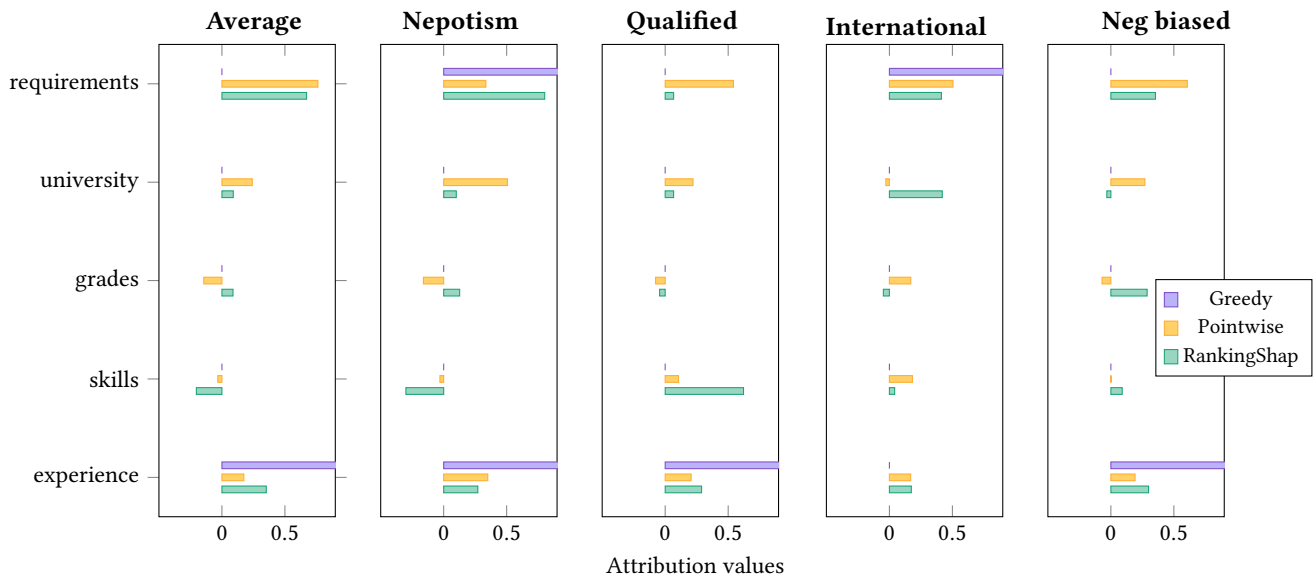 Average Nepotism Qualified International Neg biased
0 0.5 0 0.5 0 0.5 0 0.5 0 0.5
requirements
university
grades
skills
experience
Greedy
Pointwise
RankingShap
Attribution values